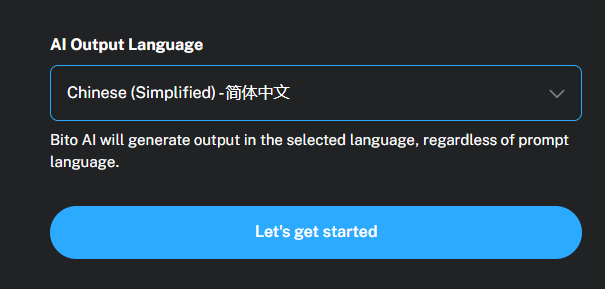 AI Output Language
Chinese (Simplified) - 简体中文
Bito AI will generate output in the selected language, regardless of prompt
language.
Let's get started